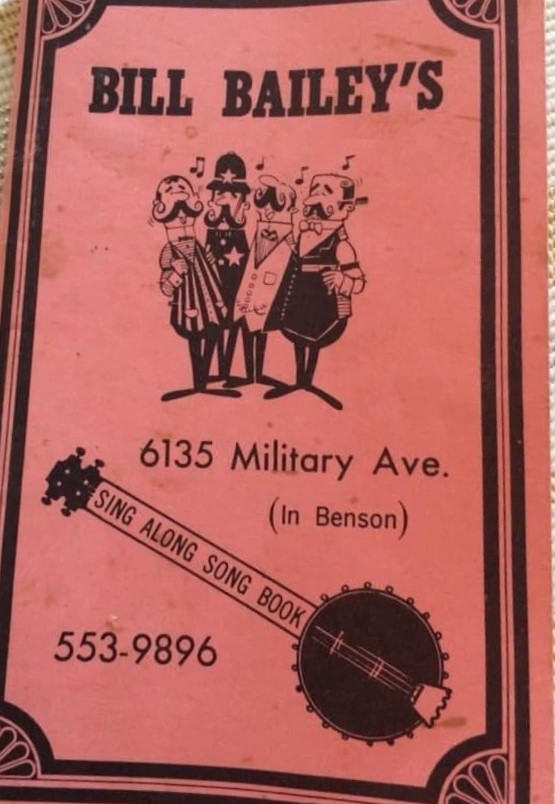 BILL BAILEY'S
6135 Military Ave.
(In Benson)
SING ALONG SONG BOOK
553-9896